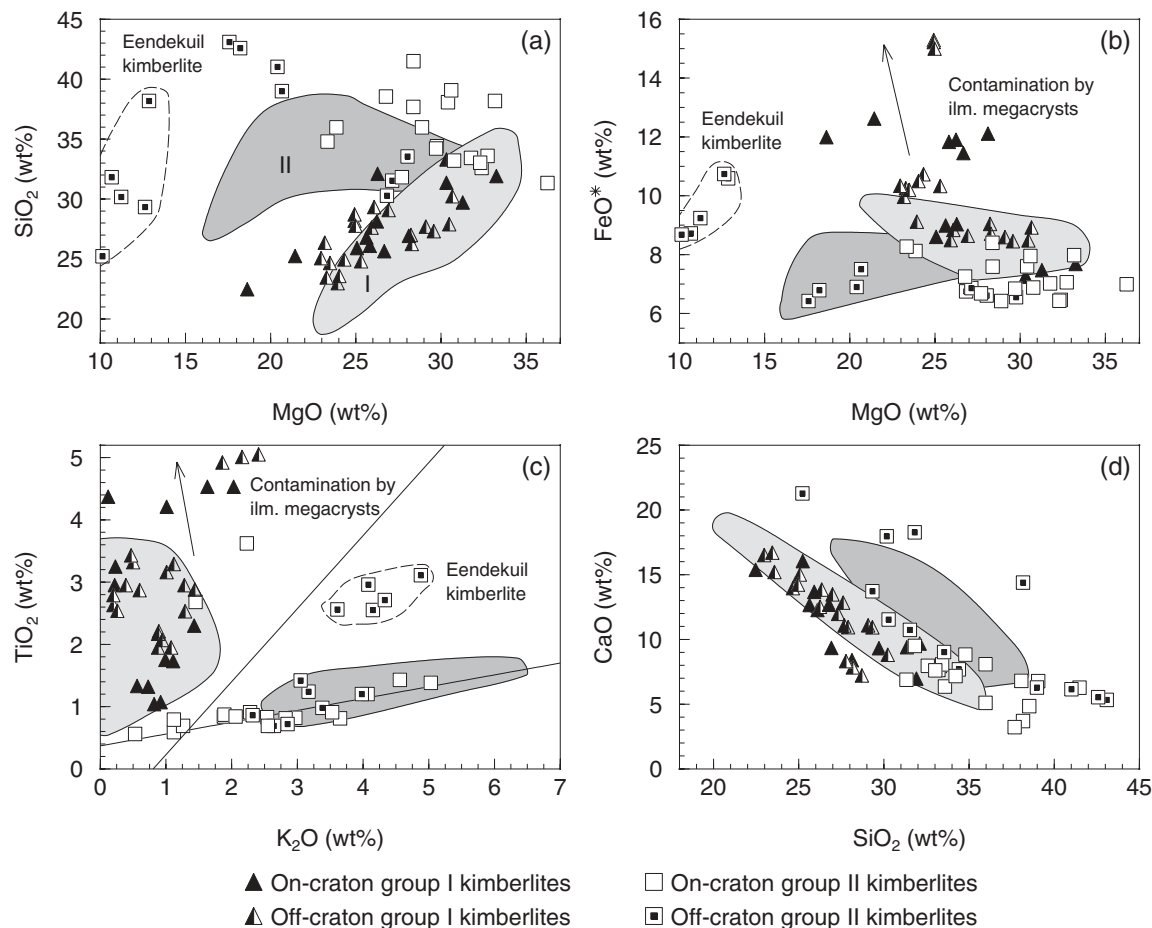 45
40
35
30
25
20
SiO2 (wt%)
Eendekuil
kimberlite
(a)
II
I
10 15 20 25 30 35
MgO (wt%)
16
14
12
10
8
6
FeO* (wt%)
(b)
Contamination by
ilm. megacrysts
Eendekuil
kimberlite
10 15 20 25 30 35
MgO (wt%)
5
4
3
2
1
0
TiO2 (wt%)
(c)
Contamination by
ilm. megacrysts
Eendekuil
kimberlite
0 1 2 3 4 5 6 7
K2O (wt%)
25
20
15
10
5
0
CaO (wt%)
(d)
20 25 30 35 40 45
SiO2 (wt%)
On-craton group I kimberlites
On-craton group II kimberlites
Off-craton group I kimberlites
Off-craton group II kimberlites